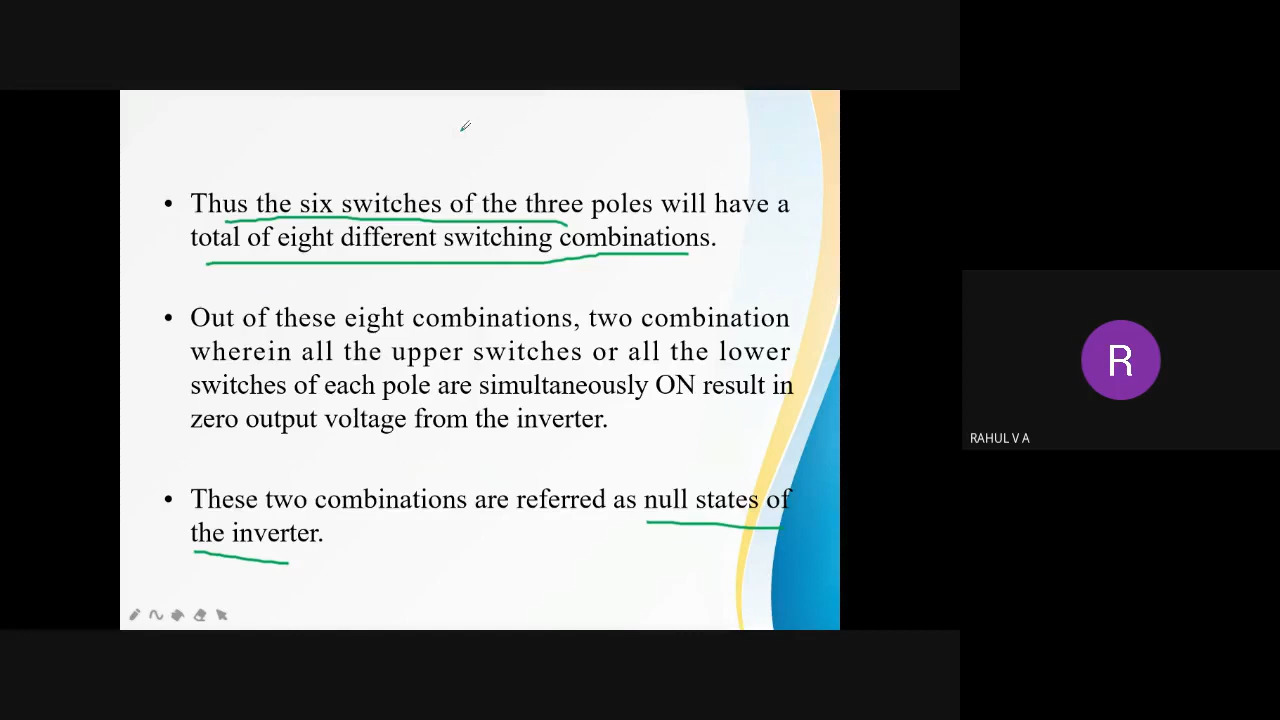 • Thus the six switches of the three poles will have a
total of eight different switching combinations.
• Out of these eight combinations, two combination
wherein all the upper switches or all the lower
switches of each pole are simultaneously ON result in
zero output voltage from the inverter.
• These two combinations are referred as null states of
the inverter.
R
RAHUL V A